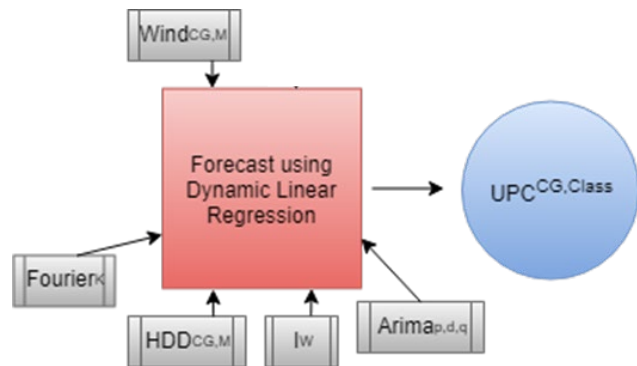 WindCG,M
Forecast using
Dynamic Linear
Regression
UPCCG,Class
FourierK
HDDCG,M
IW
Arimap,d,q